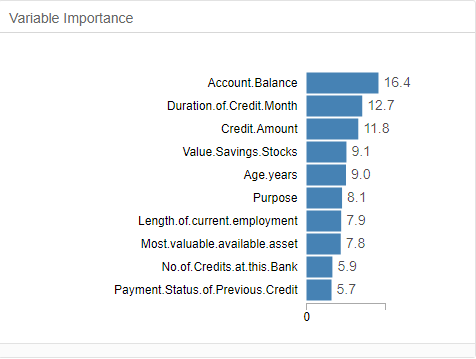 Variable Importance
Account.Balance 16.4
Duration.of.Credit.Month 12.7
Credit.Amount 11.8
Value.Savings.Stocks 9.1
Age.years 9.0
Purpose 8.1
Length.of.current.employment 7.9
Most.valuable.available.asset 7.8
No.of.Credits.at.this.Bank 5.9
Payment.Status.of.Previous.Credit 5.7
0